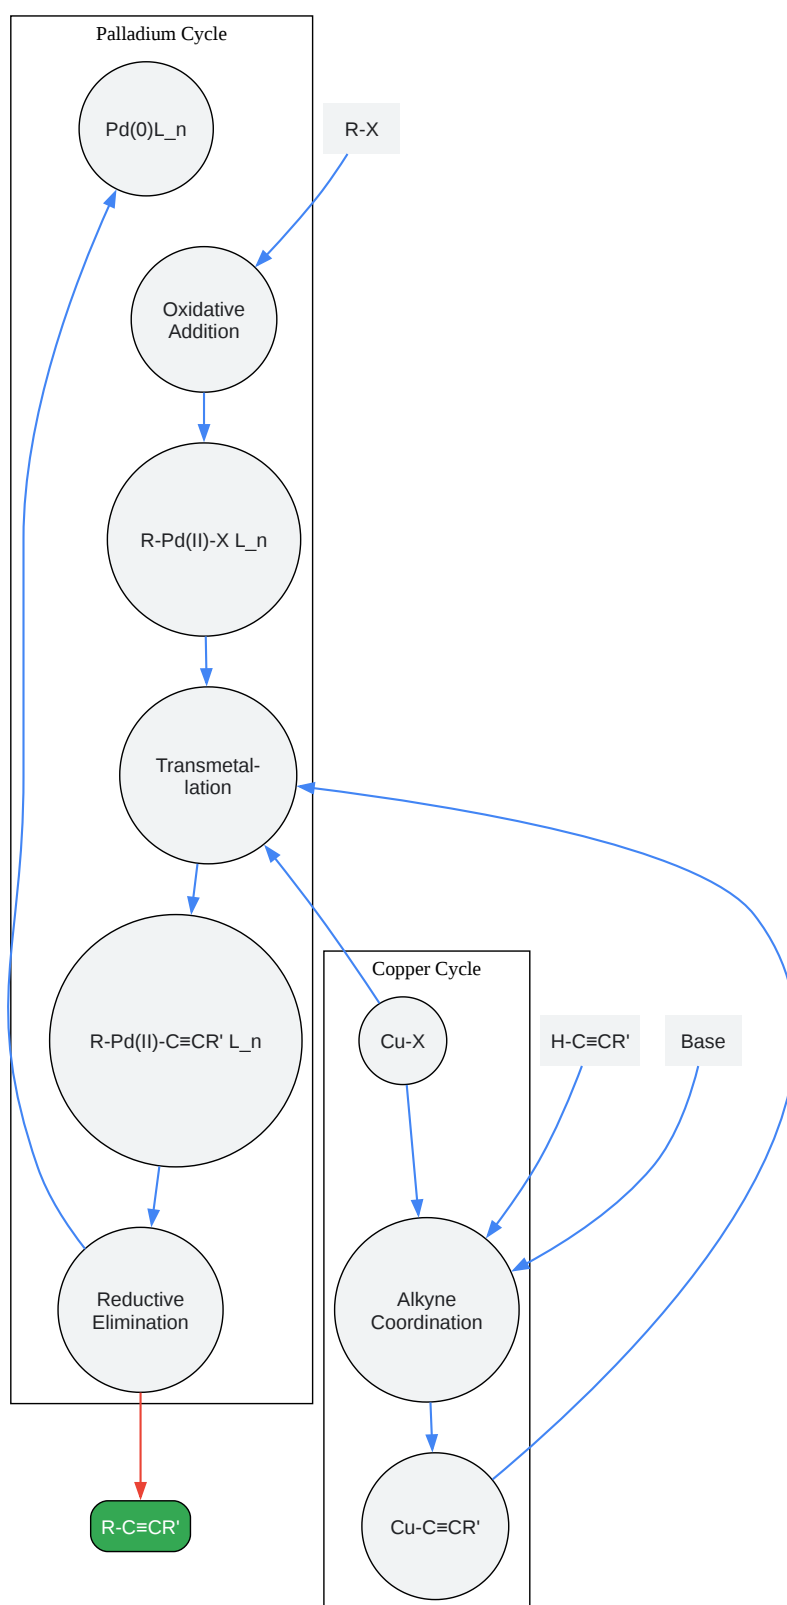 Palladium Cycle
Pd(0)L_n
R-X
Oxidative
Addition
R-Pd(II)-X L_n
Transmetal-
lation
Copper Cycle
R-Pd(II)-C≡CR' L_n
Cu-X
H-C≡CR'
Base
Reductive
Elimination
Alkyne
Coordination
R-C≡CR'
Cu-C≡CR'